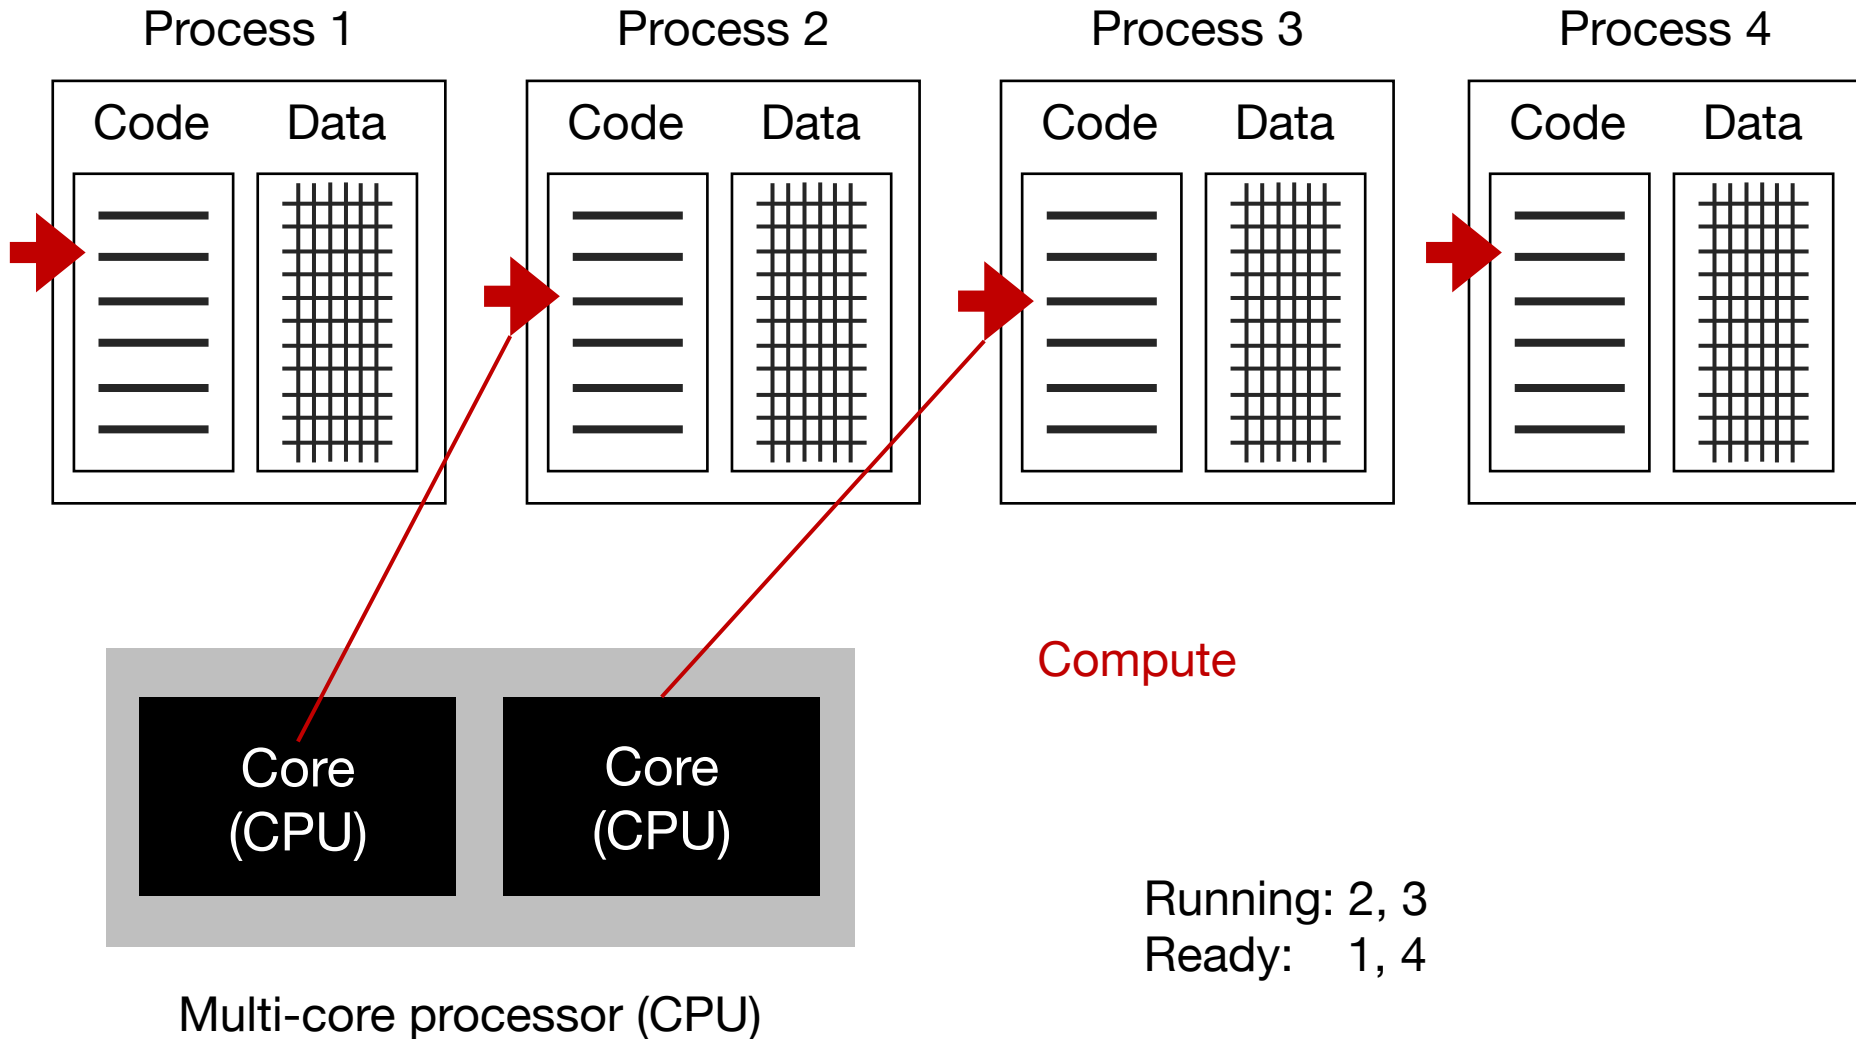 Process 1
Process 2
Process 3
Process 4
Code Data
Code Data
Code Data
Code Data
Compute
Core
(CPU)
Core
(CPU)
Running: 2, 3
Ready: 1, 4
Multi-core processor (CPU)